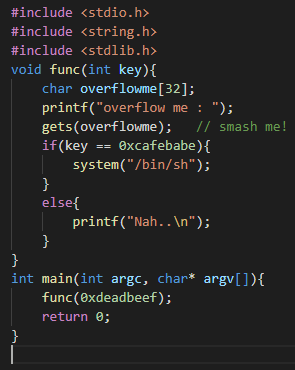 #include <stdio.h>
#include <string.h>
#include <stdlib.h>
void func(int key){
    char overflowme[32];
    printf("overflow me : ");
    gets(overflowme);   // smash me!
    if(key == 0xcafebabe){
        system("/bin/sh");
    }
    else{
        printf("Nah..\n");
    }
}
int main(int argc, char* argv[]){
    func(0xdeadbeef);
    return 0;
}